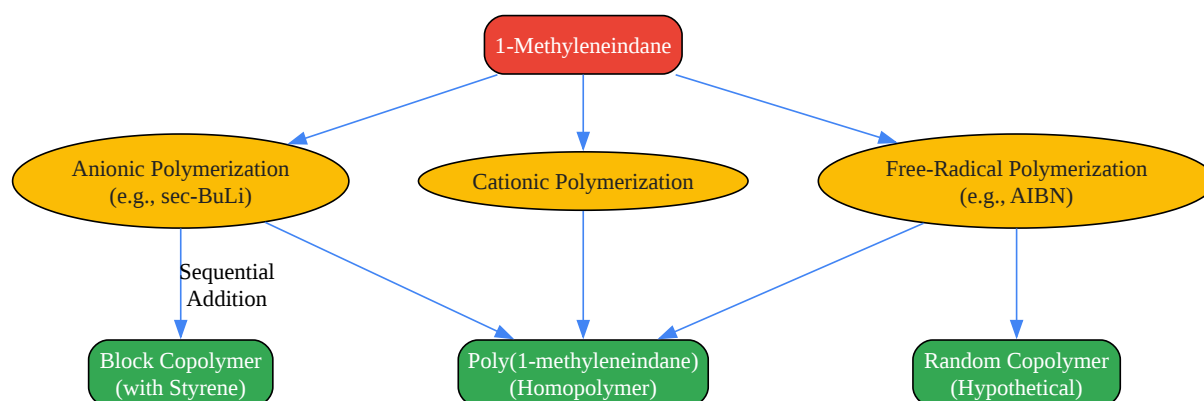 1-Methyleneindane
Anionic Polymerization
(e.g., sec-BuLi)
Cationic Polymerization
Free-Radical Polymerization
(e.g., AIBN)
Sequential
Addition
Block Copolymer
(with Styrene)
Poly(1-methyleneindane)
(Homopolymer)
Random Copolymer
(Hypothetical)